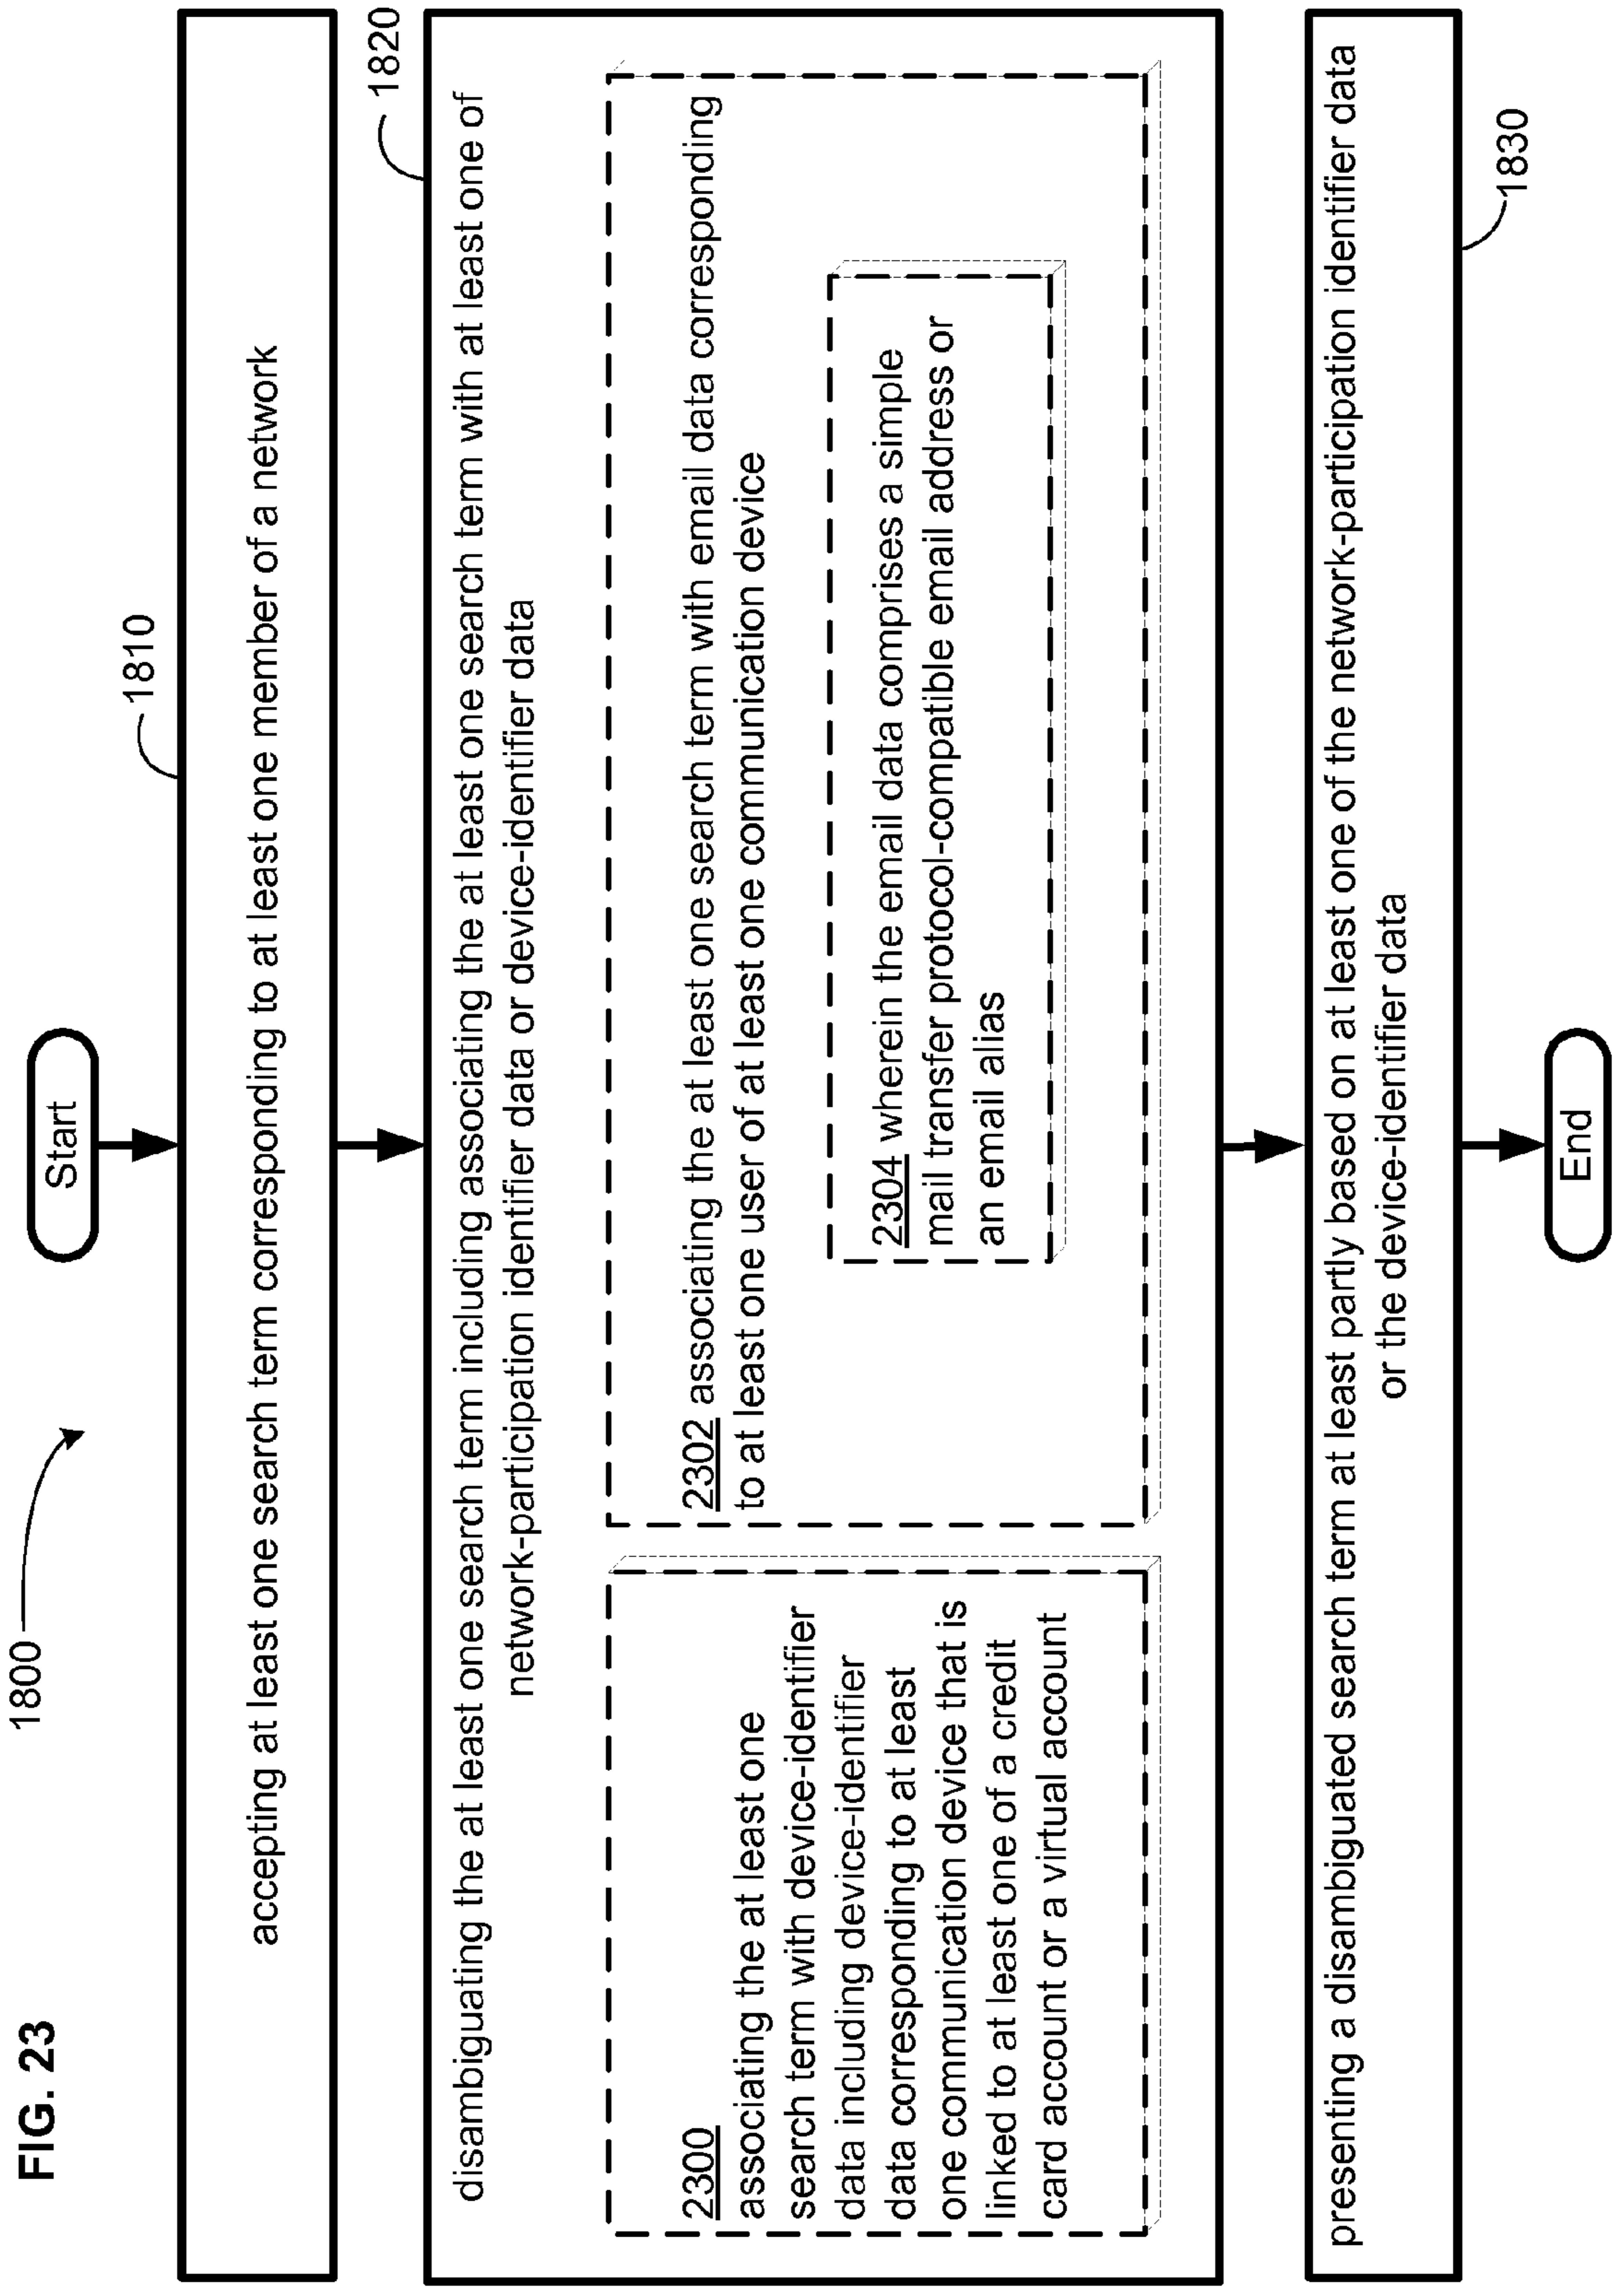 FIG. 23
1800
Start
1810
accepting at least one search term corresponding to at least one member of a network
1820
disambiguating the at least one search term including associating the at least one search term with at least one of
network-participation identifier data or device-identifier data
2300
associating the at least one
search term with device-identifier
data including device-identifier
data corresponding to at least
one communication device that is
linked to at least one of a credit
card account or a virtual account
2302 associating the at least one search term with email data corresponding
to at least one user of at least one communication device
2304 wherein the email data comprises a simple
mail transfer protocol-compatible email address or
an email alias
presenting a disambiguated search term at least partly based on at least one of the network-participation identifier data
or the device-identifier data
1830
End